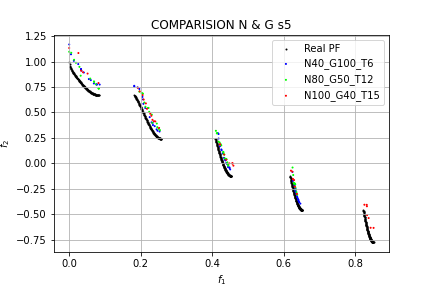 COMPARISION N & G s5
1.25
1.00
0.75
0.50
0.25
0.00
−0.25
−0.50
−0.75
f₂
Real PF
N40_G100_T6
N80_G50_T12
N100_G40_T15
0.0 0.2 0.4 0.6 0.8
f₁